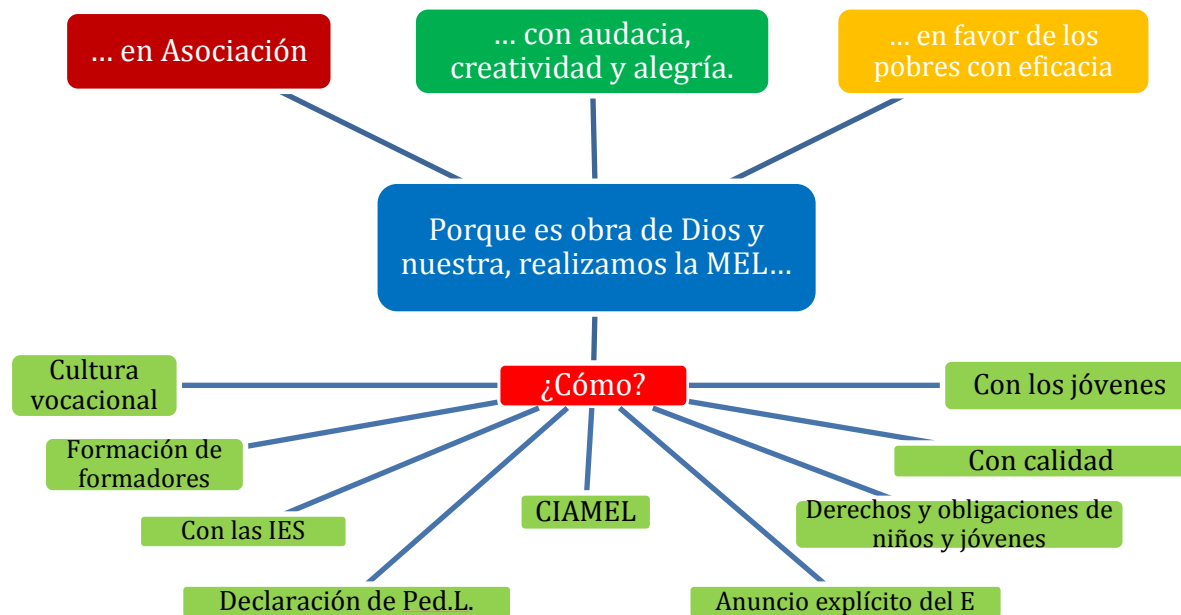 … en Asociación
… con audacia,
creatividad y alegría.
… en favor de los
pobres con eficacia
Porque es obra de Dios y
nuestra, realizamos la MEL…
¿Cómo?
Cultura
vocacional
Formación de
formadores
Con las IES
Declaración de Ped.L.
CIAMEL
Anuncio explícito del E
Derechos y obligaciones de
niños y jóvenes
Con calidad
Con los jóvenes